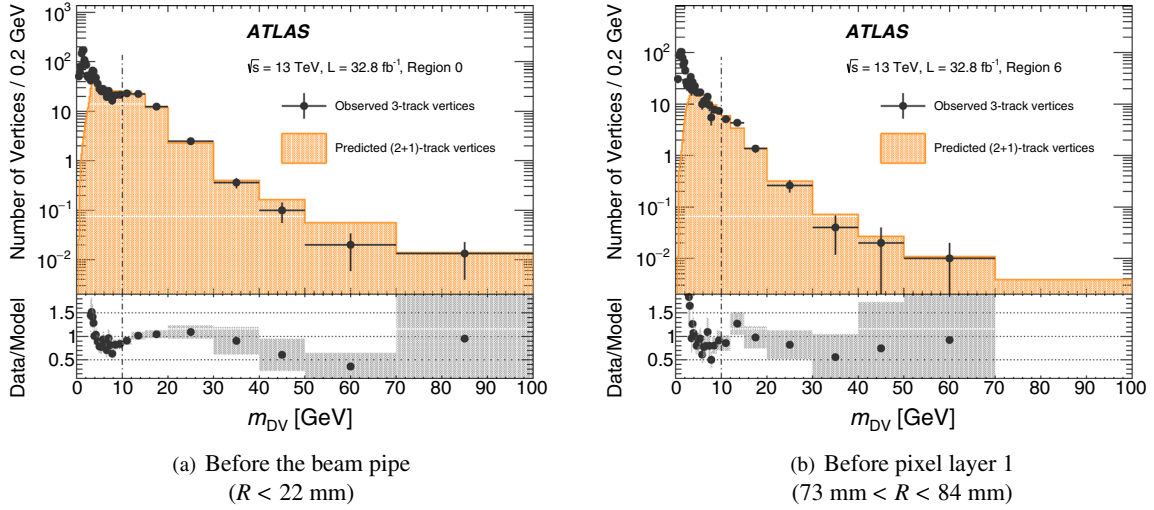 ATLAS
√s = 13 TeV, L = 32.8 fb⁻¹, Region 0
Observed 3-track vertices
Predicted (2+1)-track vertices
Number of Vertices / 0.2 GeV
10³
10²
10
1
10⁻¹
10⁻²
Data/Model
1.5
1
0.5
0 10 20 30 40 50 60 70 80 90 100
m_DV [GeV]
(a) Before the beam pipe
(R < 22 mm)
ATLAS
√s = 13 TeV, L = 32.8 fb⁻¹, Region 6
Observed 3-track vertices
Predicted (2+1)-track vertices
Number of Vertices / 0.2 GeV
10²
10
1
10⁻¹
10⁻²
Data/Model
1.5
1
0.5
0 10 20 30 40 50 60 70 80 90 100
m_DV [GeV]
(b) Before pixel layer 1
(73 mm < R < 84 mm)